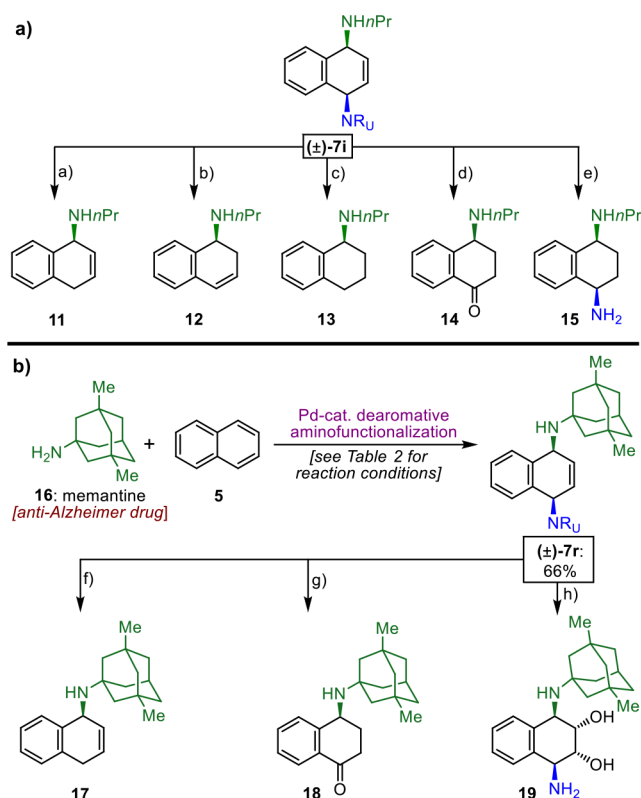 a)
NHnPr
NR_U
(±)-7i
a) b) c) d) e)
NHnPr NHnPr NHnPr NHnPr NHnPr
O NH₂
11 12 13 14 15
b)
Me
Me
H₂N
Me
+
Pd-cat. dearomative
aminofunctionalization
[see Table 2 for
reaction conditions]
HN
Me
16: memantine
[anti-Alzheimer drug]
5
NR_U
(±)-7r:
66%
f) g) h)
Me Me Me
HN Me HN Me HN Me
OH
OH
O NH₂
17 18 19